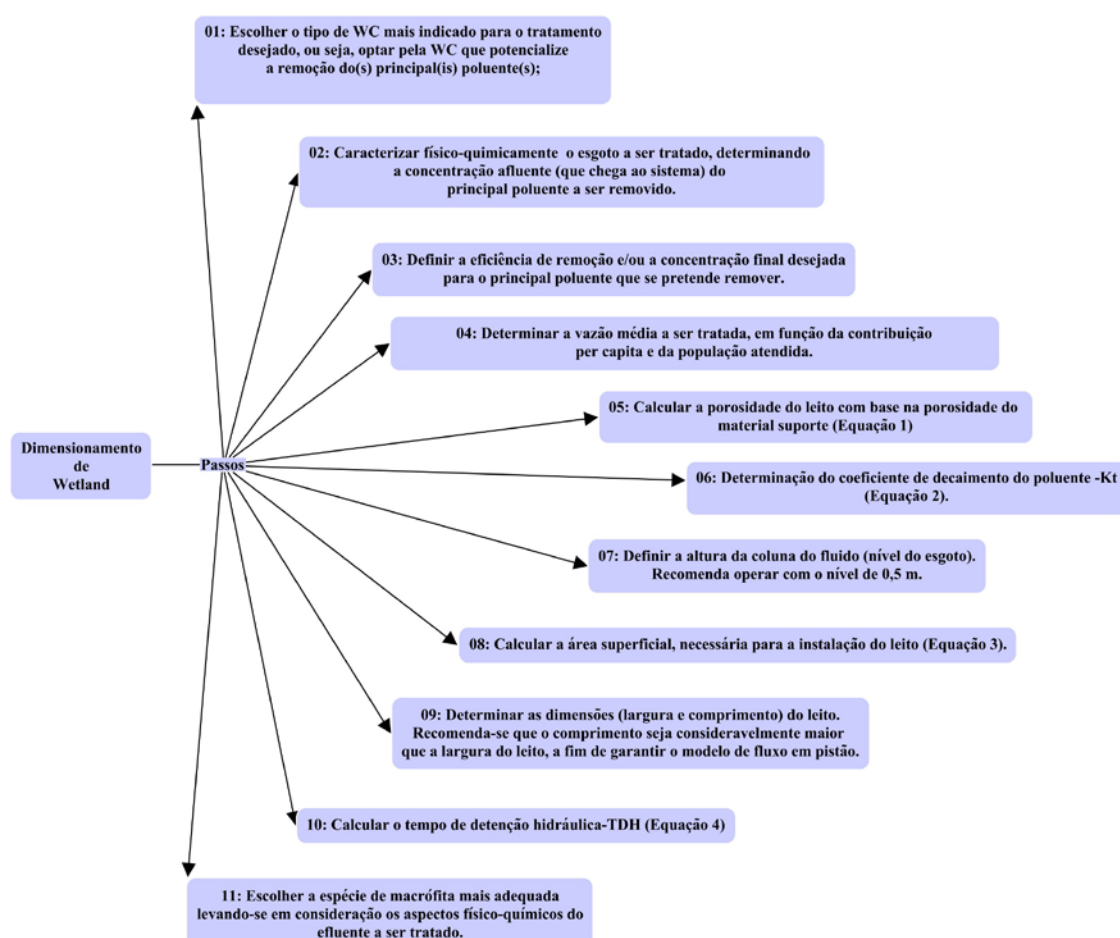 01: Escolher o tipo de WC mais indicado para o tratamento
desejado, ou seja, optar pela WC que potencialize
a remoção do(s) principal(is) poluente(s);
02: Caracterizar físico-quimicamente o esgoto a ser tratado, determinando
a concentração afluente (que chega ao sistema) do
principal poluente a ser removido.
03: Definir a eficiência de remoção e/ou a concentração final desejada
para o principal poluente que se pretende remover.
04: Determinar a vazão média a ser tratada, em função da contribuição
per capita e da população atendida.
05: Calcular a porosidade do leito com base na porosidade do
material suporte (Equação 1)
Dimensionamento
de
Wetland
Passos
06: Determinação do coeficiente de decaimento do poluente -Kt
(Equação 2).
07: Definir a altura da coluna do fluido (nível do esgoto).
Recomenda operar com o nível de 0,5 m.
08: Calcular a área superficial, necessária para a instalação do leito (Equação 3).
09: Determinar as dimensões (largura e comprimento) do leito.
Recomenda-se que o comprimento seja consideravelmente maior
que a largura do leito, a fim de garantir o modelo de fluxo em pistão.
10: Calcular o tempo de detenção hidráulica-TDH (Equação 4)
11: Escolher a espécie de macrófita mais adequada
levando-se em consideração os aspectos físico-químicos do
efluente a ser tratado.